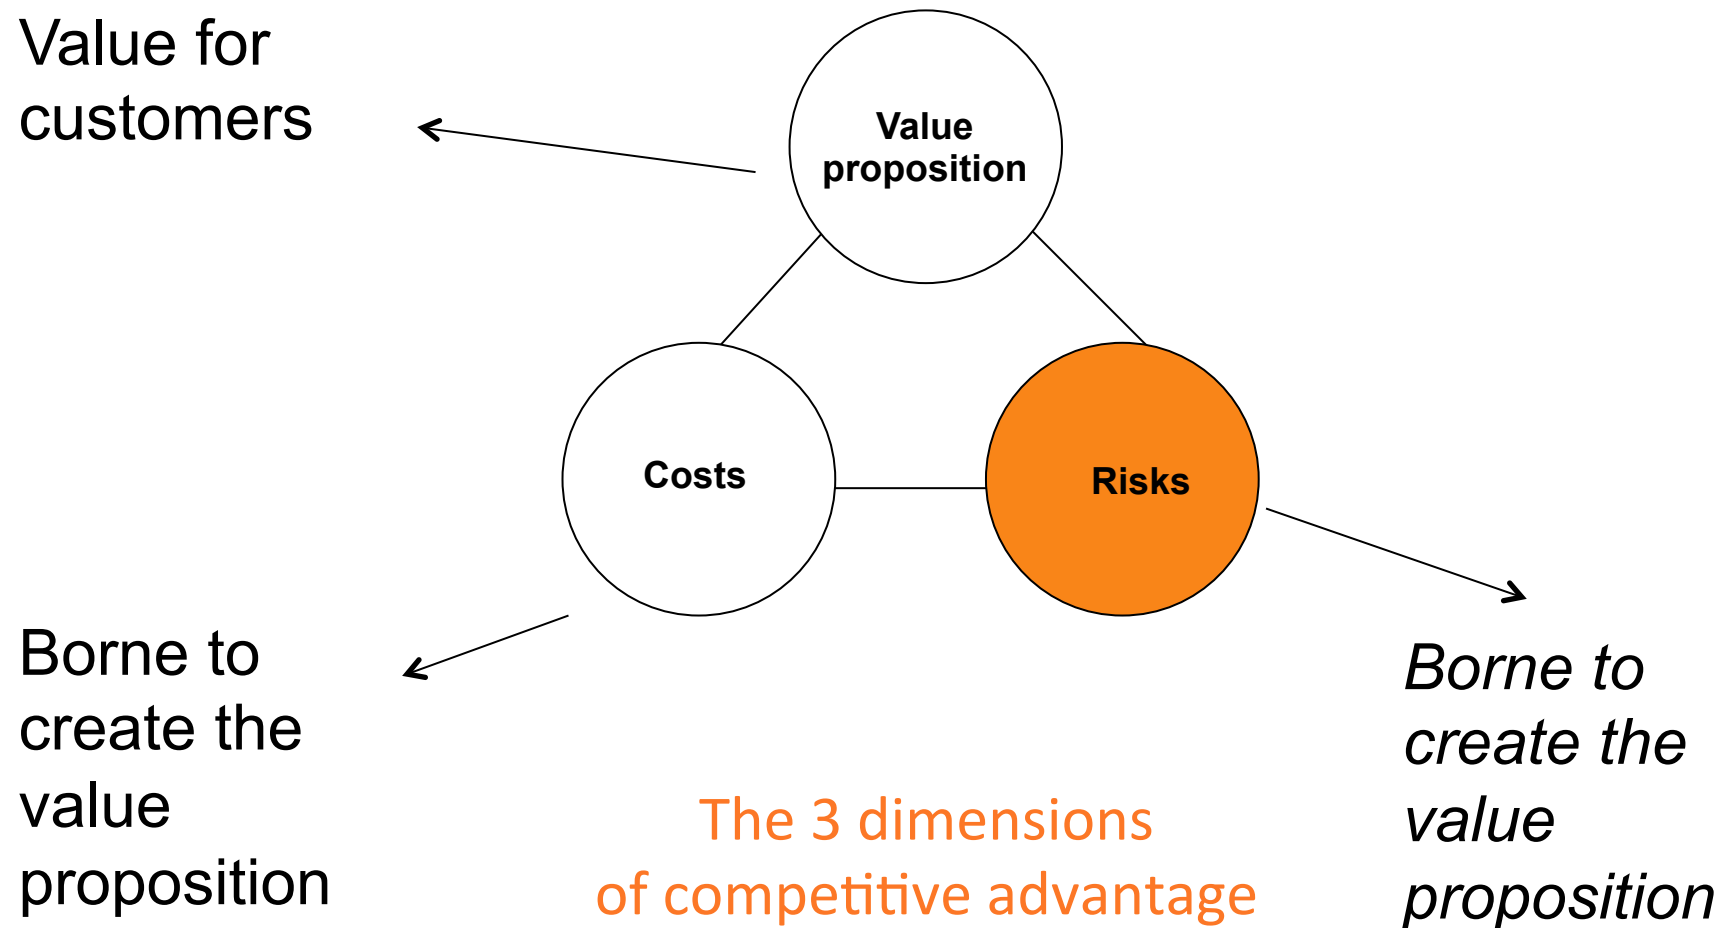 Value for
customers
Value
proposition
Costs
Risks
Borne to
create the
value
proposition
Borne to
create the
value
proposition
The 3 dimensions
of competitive advantage